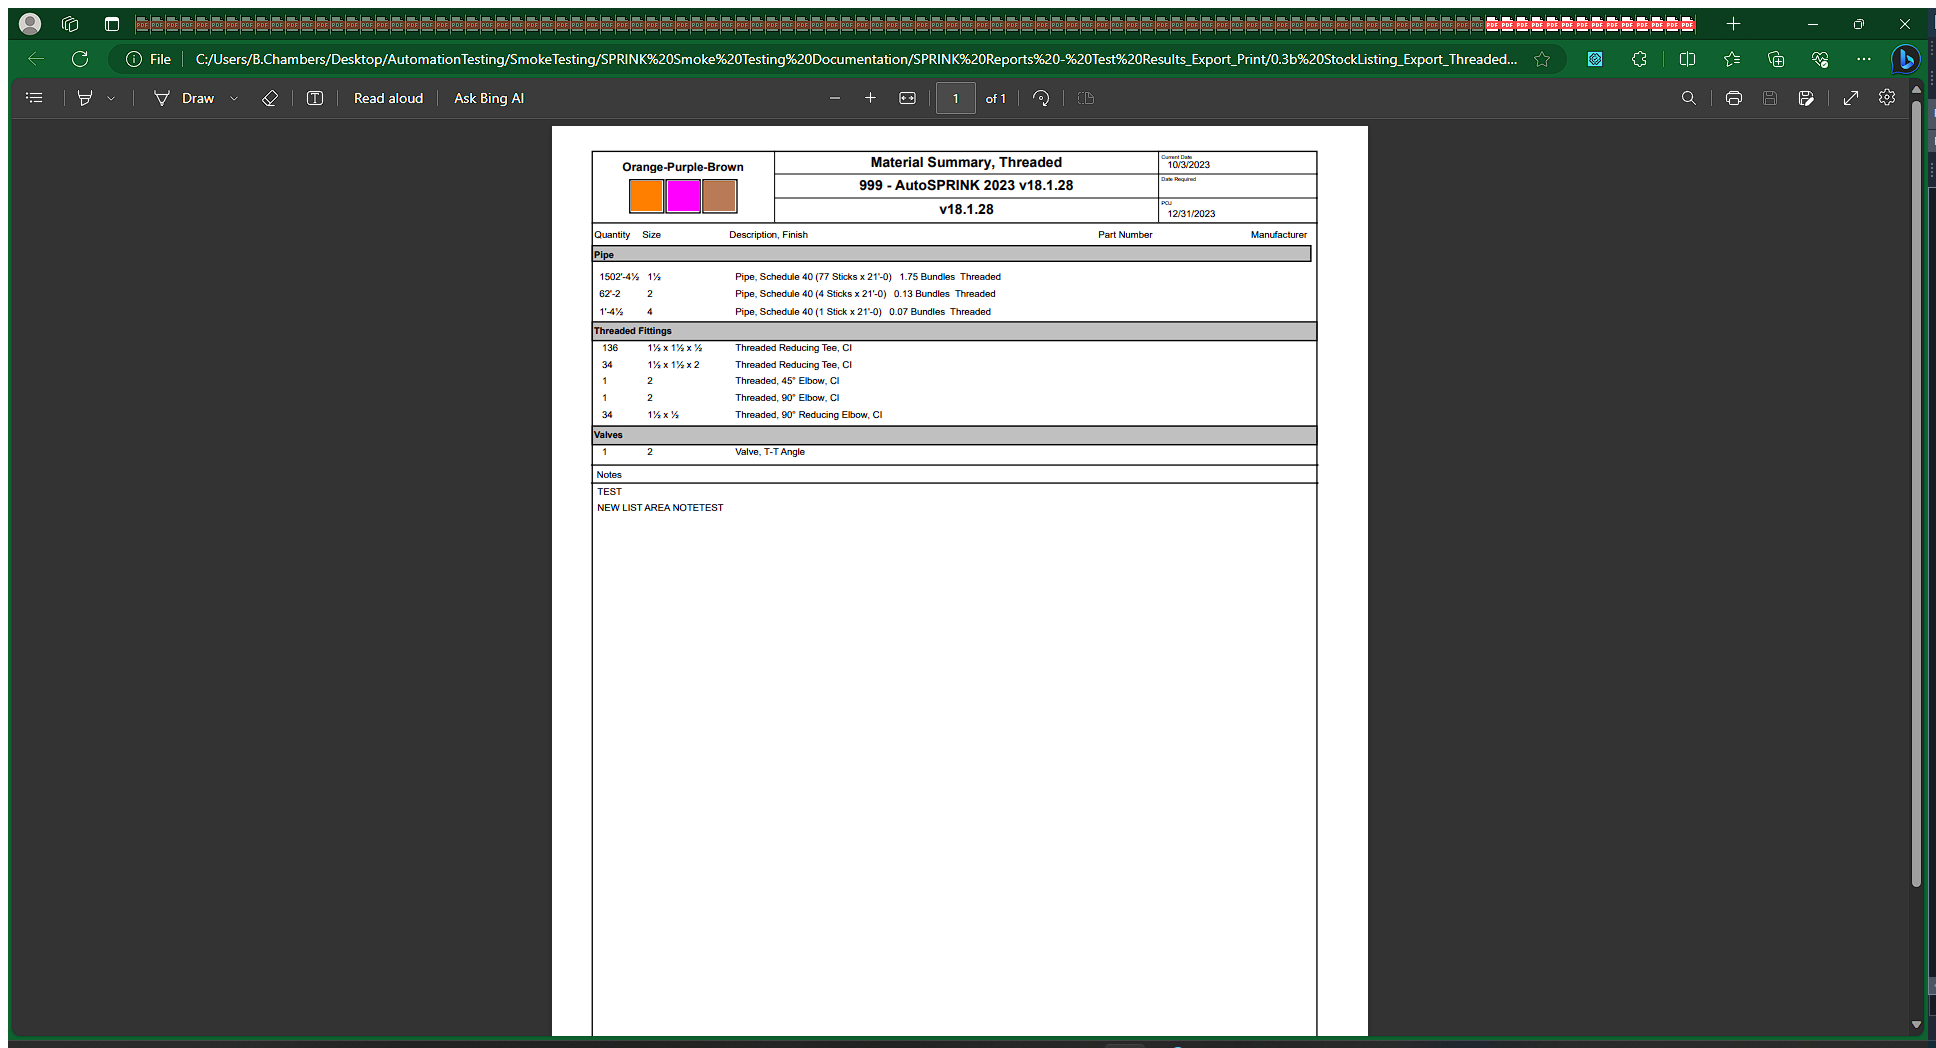 File C:/Users/B.Chambers/Desktop/AutomationTesting/SmokeTesting/SPRINK%20Smoke%20Testing%20Documentation/SPRINK%20Reports%20-%20Test%20Results_Export_Print/0.3b%20StockListing_Export_Threaded...
Draw Read aloud Ask Bing AI 1 of 1
Orange-Purple-Brown
Material Summary, Threaded
999 - AutoSPRINK 2023 v18.1.28
v18.1.28
Current Date
10/3/2023
Date Required
POJ
12/31/2023
Quantity Size Description, Finish Part Number Manufacturer
Pipe
1502'-4½ 1½ Pipe, Schedule 40 (77 Sticks x 21'-0) 1.75 Bundles Threaded
62'-2 2 Pipe, Schedule 40 (4 Sticks x 21'-0) 0.13 Bundles Threaded
1'-4½ 4 Pipe, Schedule 40 (1 Stick x 21'-0) 0.07 Bundles Threaded
Threaded Fittings
136 1½ x 1½ x ½ Threaded Reducing Tee, CI
34 1½ x 1½ x 2 Threaded Reducing Tee, CI
1 2 Threaded, 45° Elbow, CI
1 2 Threaded, 90° Elbow, CI
34 1½ x ½ Threaded, 90° Reducing Elbow, CI
Valves
1 2 Valve, T-T Angle
Notes
TEST
NEW LIST AREA NOTETEST